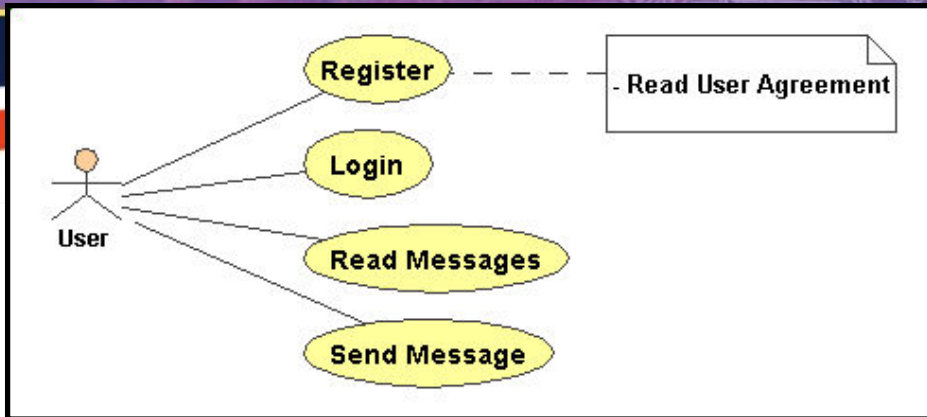 Register
- Read User Agreement
Login
User
Read Messages
Send Message